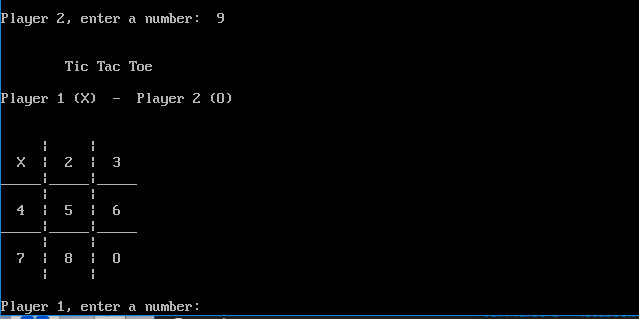 Player 2, enter a number:  9
Tic Tac Toe
Player 1 (X)  -  Player 2 (O)
X ¦ 2 ¦ 3
4 ¦ 5 ¦ 6
7 ¦ 8 ¦ O
Player 1, enter a number: